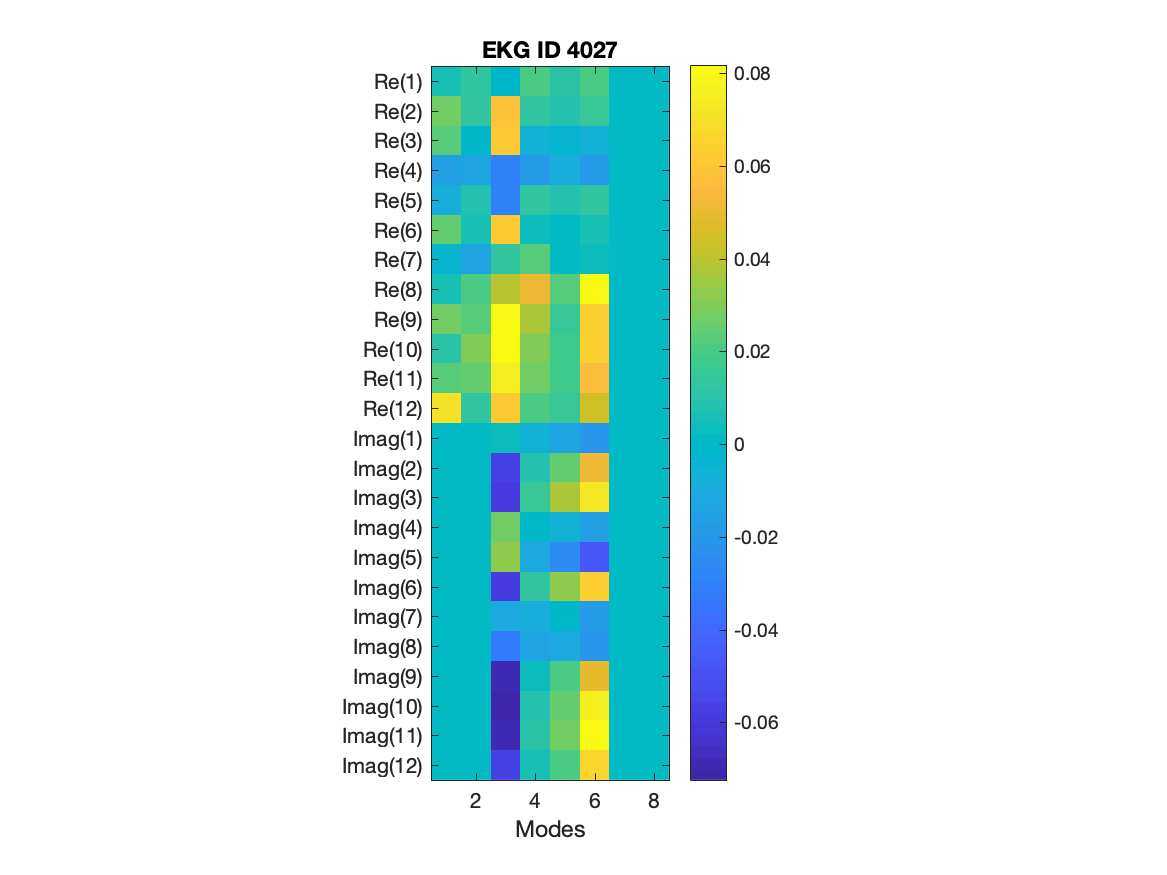 EKG ID 4027
Re(1)
Re(2)
Re(3)
Re(4)
Re(5)
Re(6)
Re(7)
Re(8)
Re(9)
Re(10)
Re(11)
Re(12)
Imag(1)
Imag(2)
Imag(3)
Imag(4)
Imag(5)
Imag(6)
Imag(7)
Imag(8)
Imag(9)
Imag(10)
Imag(11)
Imag(12)
2 4 6 8
Modes
0.08
0.06
0.04
0.02
0
-0.02
-0.04
-0.06